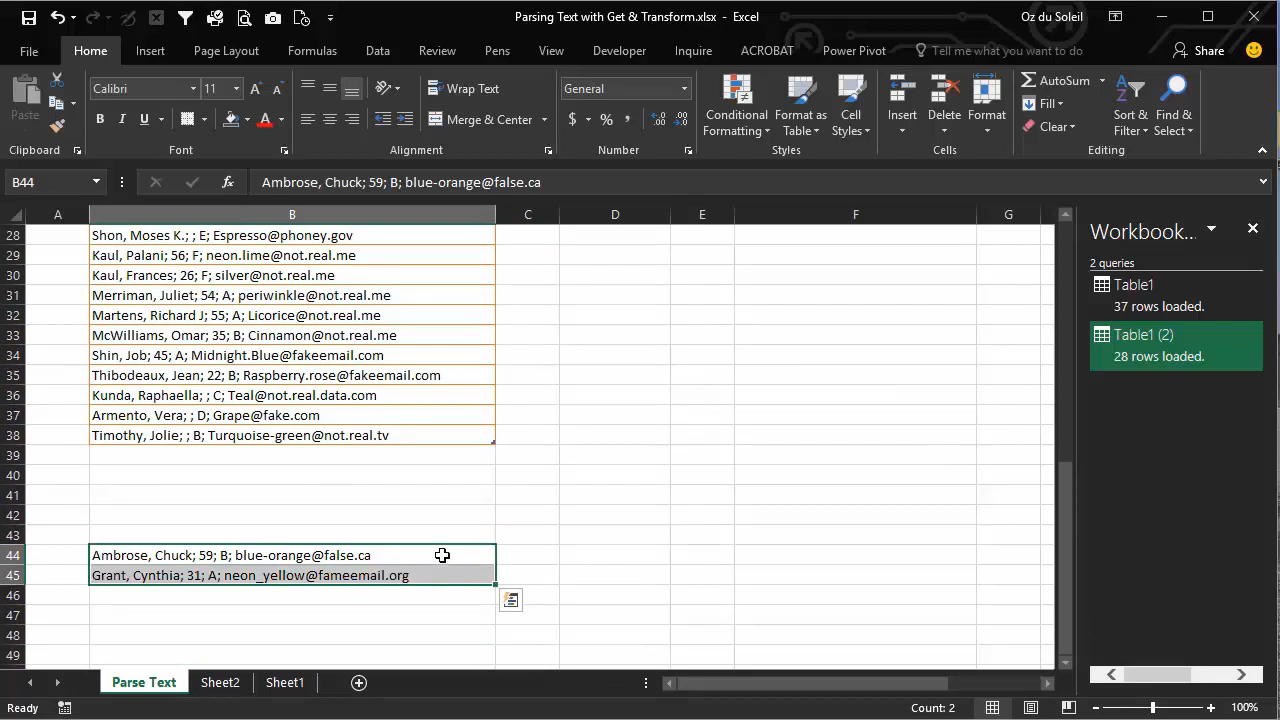 Parsing Text with Get & Transform.xlsx - Excel
Oz du Soleil
File Home Insert Page Layout Formulas Data Review Pens View Developer Inquire ACROBAT Power Pivot Tell me what you want to do Share
Calibri 11 Wrap Text General AutoSum
Paste B I U A Merge & Center $ % , Conditional Formatting Format as Table Cell Styles Insert Delete Format Fill Clear Sort & Filter Find & Select
Clipboard Font Alignment Number Styles Cells Editing
B44 fx Ambrose, Chuck; 59; B; blue-orange@false.ca
A B C D E F G
28 Shon, Moses K.; ; E; Espresso@phoney.gov
29 Kaul, Palani; 56; F; neon.lime@not.real.me
30 Kaul, Frances; 26; F; silver@not.real.me
31 Merriman, Juliet; 54; A; periwinkle@not.real.me
32 Martens, Richard J; 55; A; Licorice@not.real.me
33 McWilliams, Omar; 35; B; Cinnamon@not.real.me
34 Shin, Job; 45; A; Midnight.Blue@fakeemail.com
35 Thibodeaux, Jean; 22; B; Raspberry.rose@fakeemail.com
36 Kunda, Raphaella; ; C; Teal@not.real.data.com
37 Armento, Vera; ; D; Grape@fake.com
38 Timothy, Jolie; ; B; Turquoise-green@not.real.tv
39
40
41
42
43
44 Ambrose, Chuck; 59; B; blue-orange@false.ca
45 Grant, Cynthia; 31; A; neon_yellow@fameemail.org
46
47
48
49
Workbook...
2 queries
Table1
37 rows loaded.
Table1 (2)
28 rows loaded.
Parse Text Sheet2 Sheet1
Ready Count: 2 100%